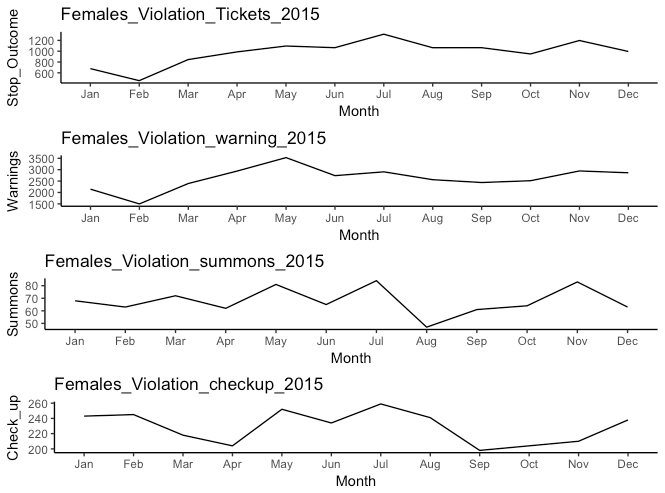 Females_Violation_Tickets_2015
Stop_Outcome
1200
1000
800
600
Jan Feb Mar Apr May Jun Jul Aug Sep Oct Nov Dec
Month
Females_Violation_warning_2015
Warnings
3500
3000
2500
2000
1500
Jan Feb Mar Apr May Jun Jul Aug Sep Oct Nov Dec
Month
Females_Violation_summons_2015
Summons
80
70
60
50
Jan Feb Mar Apr May Jun Jul Aug Sep Oct Nov Dec
Month
Females_Violation_checkup_2015
Check_up
260
240
220
200
Jan Feb Mar Apr May Jun Jul Aug Sep Oct Nov Dec
Month